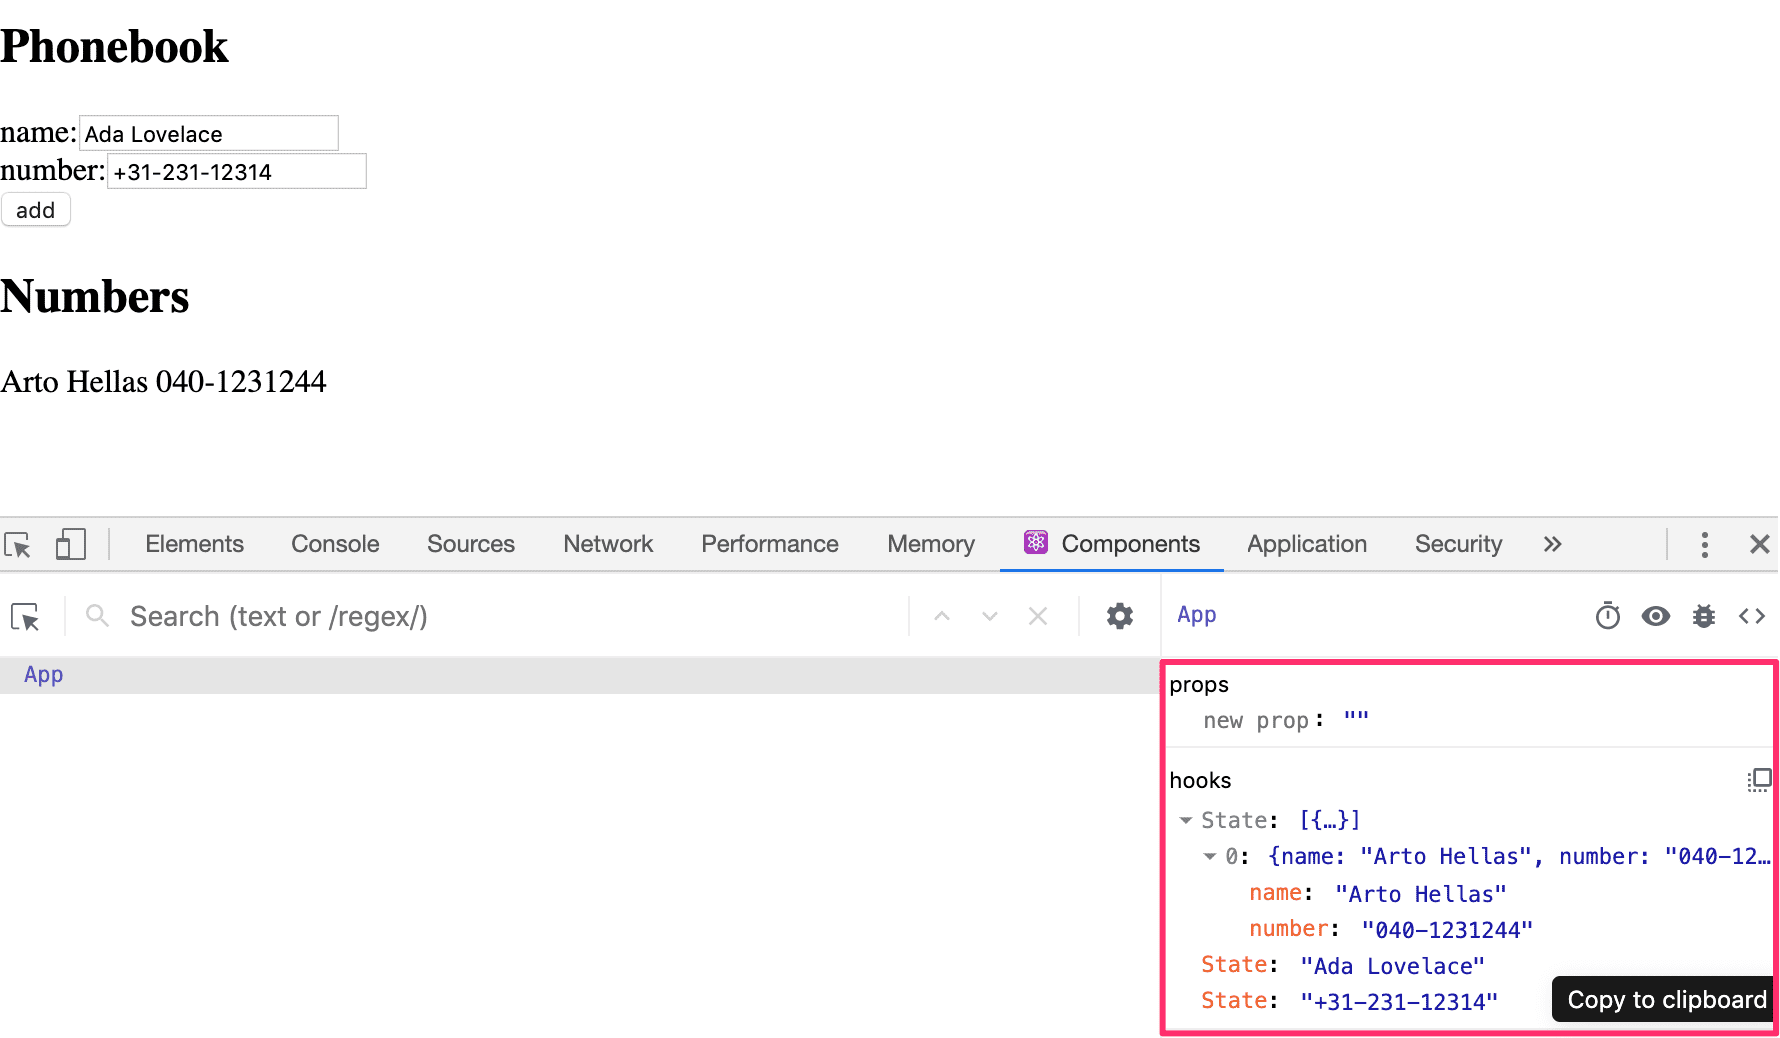 Phonebook
name: Ada Lovelace
number: +31-231-12314
add
Numbers
Arto Hellas 040-1231244
Elements Console Sources Network Performance Memory Components Application Security »
Search (text or /regex/) App
App
props
new prop: ""
hooks
State: [{…}]
0: {name: "Arto Hellas", number: "040-12…
name: "Arto Hellas"
number: "040-1231244"
State: "Ada Lovelace"
State: "+31-231-12314"
Copy to clipboard